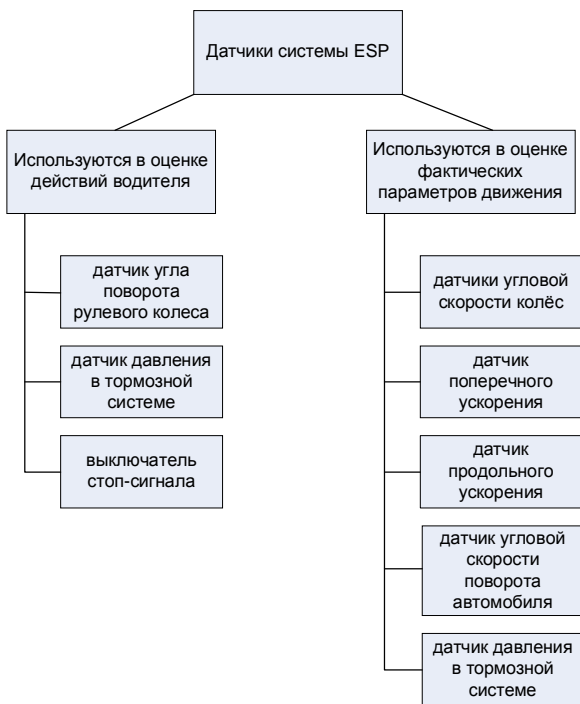 Датчики системы ESP
Используются в оценке
действий водителя
датчик угла
поворота
рулевого колеса
датчик давления
в тормозной
системе
выключатель
стоп-сигнала
Используются в оценке
фактических
параметров движения
датчики угловой
скорости колёс
датчик
поперечного
ускорения
датчик
продольного
ускорения
датчик угловой
скорости
поворота
автомобиля
датчик давления
в тормозной
системе